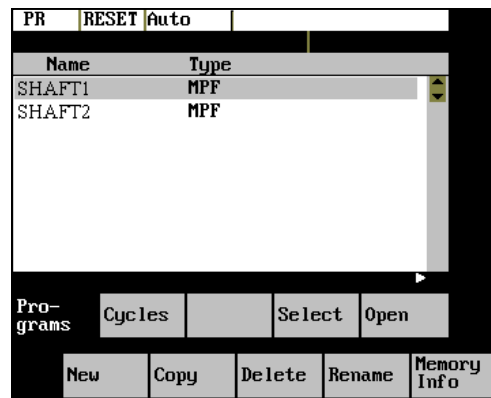 PR RESET Auto
Name Type
SHAFT1 MPF
SHAFT2 MPF
Pro-
grams Cycles Select Open
New Copy Delete Rename Memory
Info